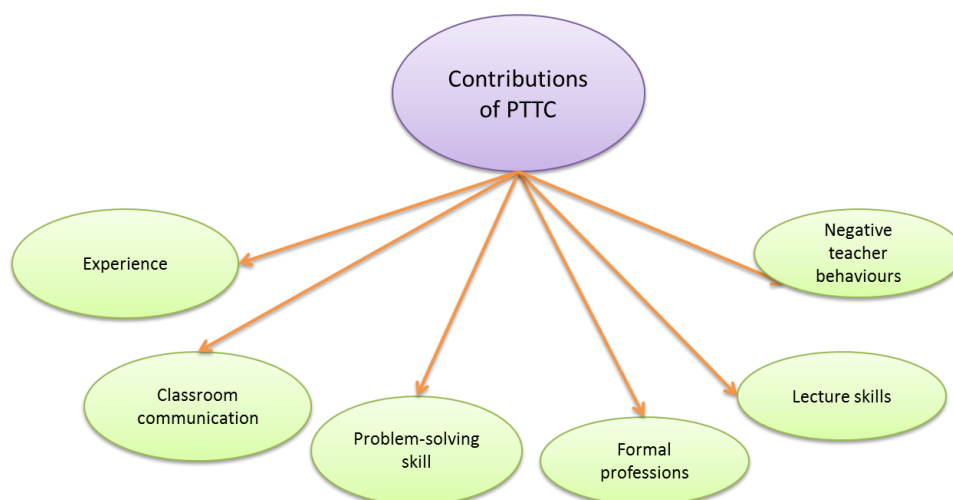 Contributions
of PTTC
Negative
teacher
behaviours
Experience
Classroom
communication
Lecture skills
Problem-solving
skill
Formal
professions